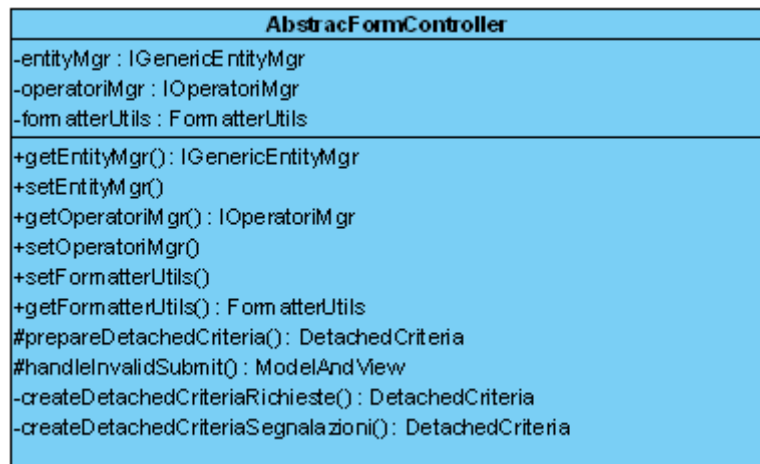 AbstracFormController
-entityMgr : IGenericEntityMgr
-operatoriMgr : IOperatoriMgr
-formatterUtils : FormatterUtils
+getEntityMgr() : IGenericEntityMgr
+setEntityMgr()
+getOperatoriMgr() : IOperatoriMgr
+setOperatoriMgr()
+setFormatterUtils()
+getFormatterUtils() : FormatterUtils
#prepareDetachedCriteria() : DetachedCriteria
#handleInvalidSubmit() : ModelAndView
-createDetachedCriteriaRichieste() : DetachedCriteria
-createDetachedCriteriaSegnalazioni() : DetachedCriteria